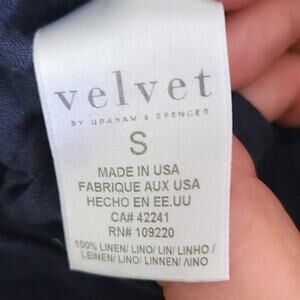 velvet
BY GRAHAM & SPENCER
S
MADE IN USA
FABRIQUE AUX USA
HECHO EN EE.UU
CA# 42241
RN# 109220
100% LINEN/ LINO/ LIN/ LINHO /
LEINEN/ LINO/ LINNEN/ ΛINO